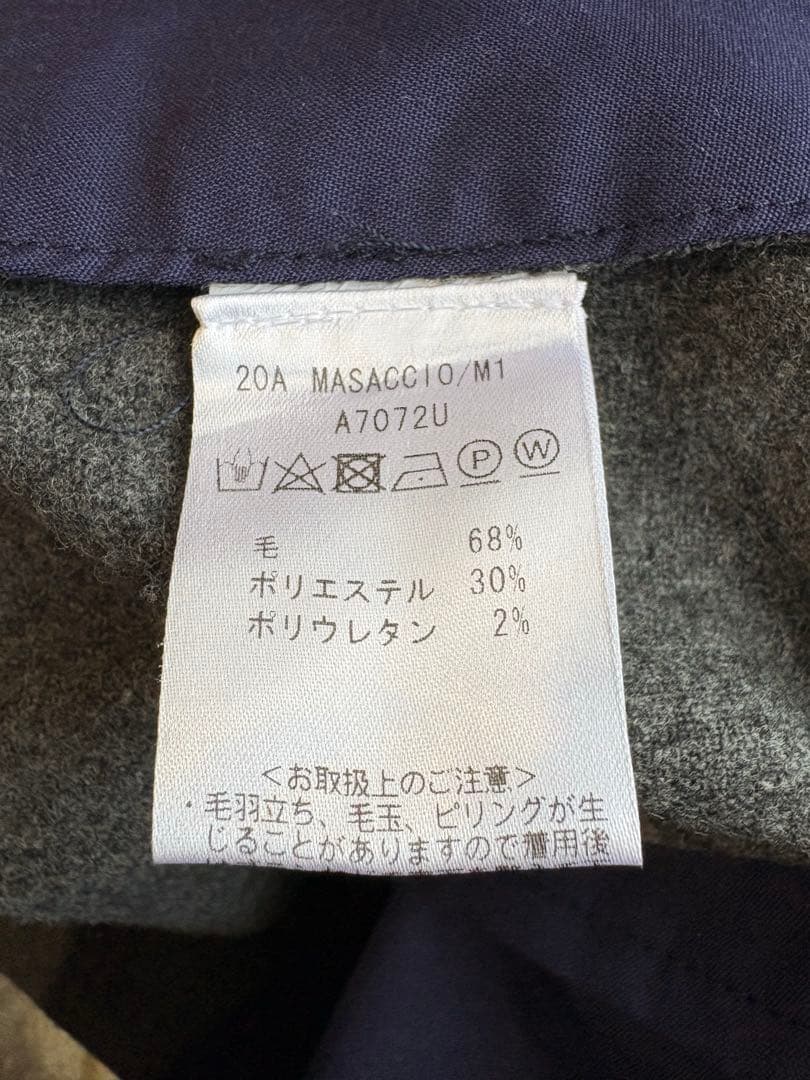 20A MASACCIO/M1
A7072U
P W
毛 68%
ポリエステル 30%
ポリウレタン 2%
<お取扱上のご注意>
・毛羽立ち、毛玉、ピリングが生
じることがありますので着用後